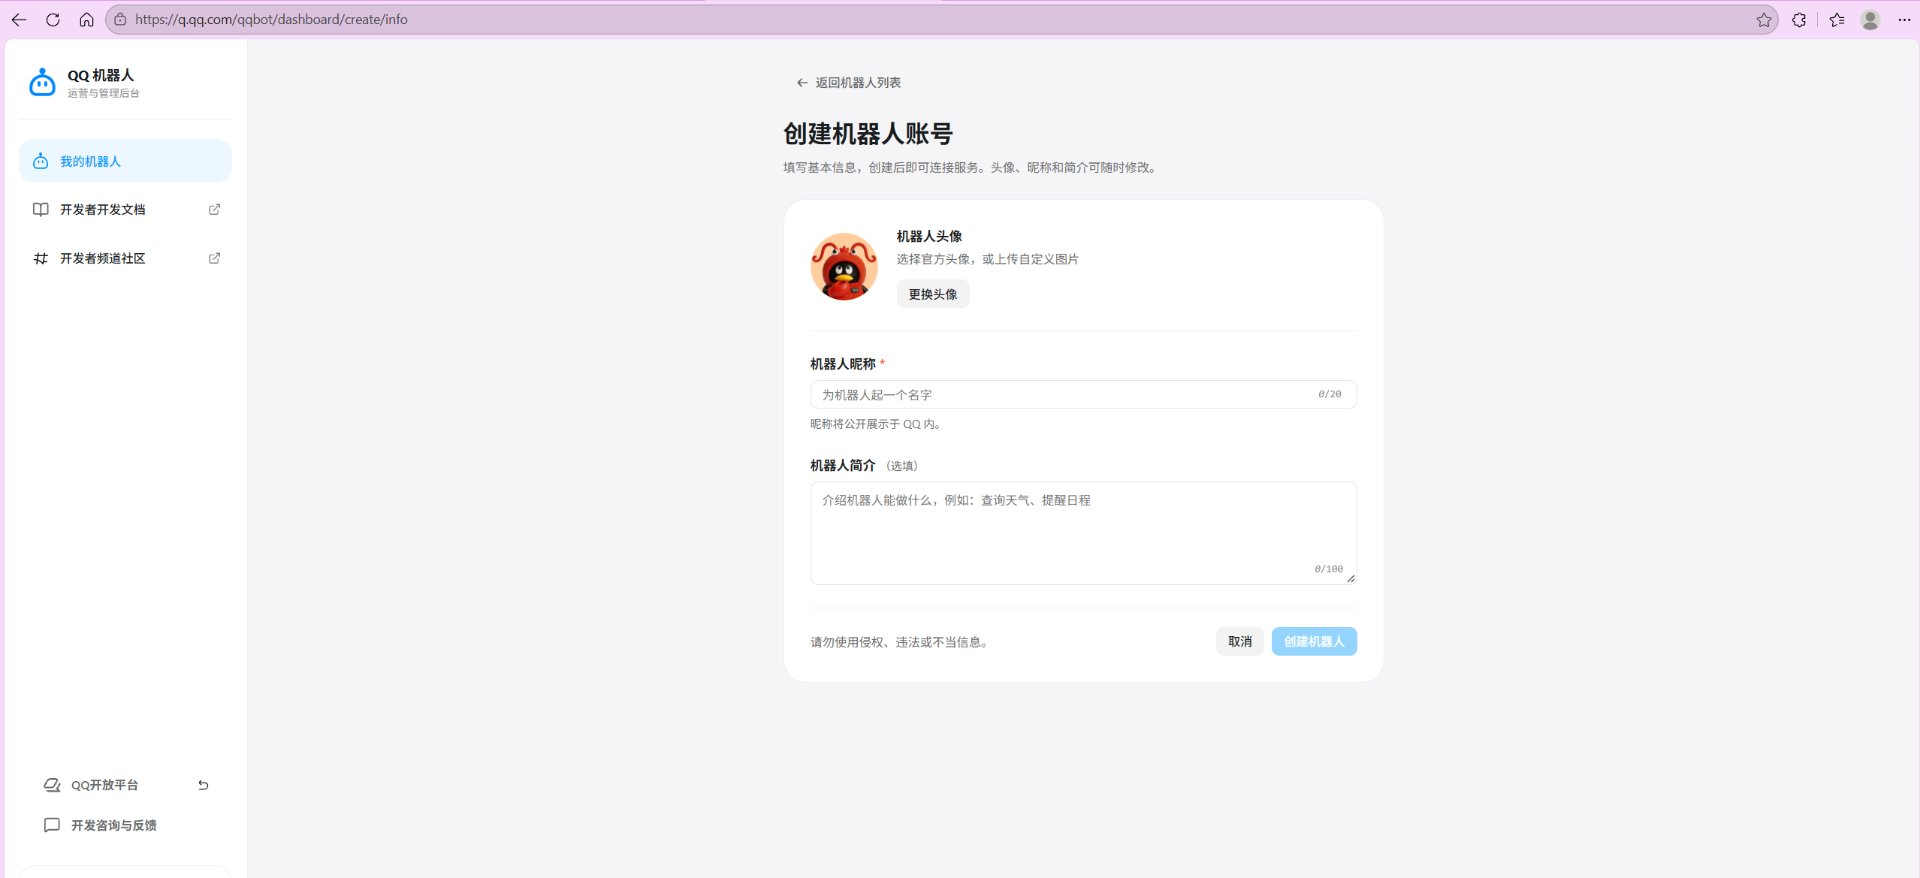 https://q.qq.com/qqbot/dashboard/create/info
QQ 机器人
运营与管理后台
我的机器人
开发者开发文档
开发者频道社区
QQ开放平台
开发咨询与反馈
返回机器人列表
创建机器人账号
填写基本信息，创建后即可连接服务。头像、昵称和简介可随时修改。
机器人头像
选择官方头像，或上传自定义图片
更换头像
机器人昵称 *
为机器人起一个名字 0/20
昵称将公开展示于 QQ 内。
机器人简介 （选填）
介绍机器人能做什么，例如：查询天气、提醒日程
0/100
请勿使用侵权、违法或不当信息。 取消 创建机器人